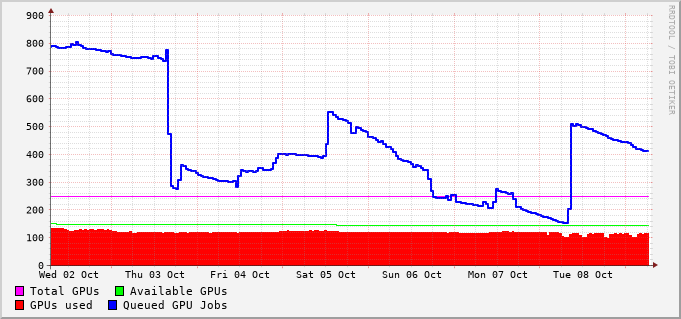 900
800
700
600
500
400
300
200
100
0
Wed 02 Oct Thu 03 Oct Fri 04 Oct Sat 05 Oct Sun 06 Oct Mon 07 Oct Tue 08 Oct
Total GPUs Available GPUs
GPUs used Queued GPU Jobs
RRDTOOL / TOBI OETIKER